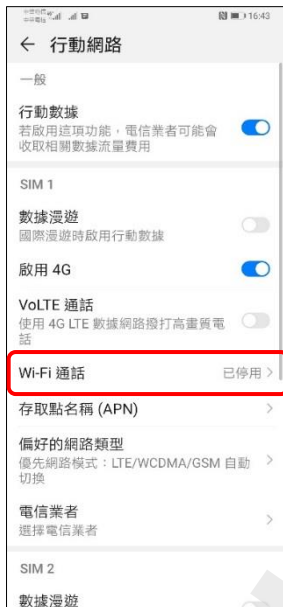 16:43
← 行動網路
一般
行動數據
若啟用這項功能，電信業者可能會
收取相關數據流量費用
SIM 1
數據漫遊
國際漫遊時啟用行動數據
啟用 4G
VoLTE 通話
使用 4G LTE 數據網路撥打高畫質電
話
Wi-Fi 通話 已停用 >
存取點名稱 (APN) >
偏好的網路類型
優先網路模式：LTE/WCDMA/GSM 自動 >
切換
電信業者
選擇電信業者 >
SIM 2
數據漫遊